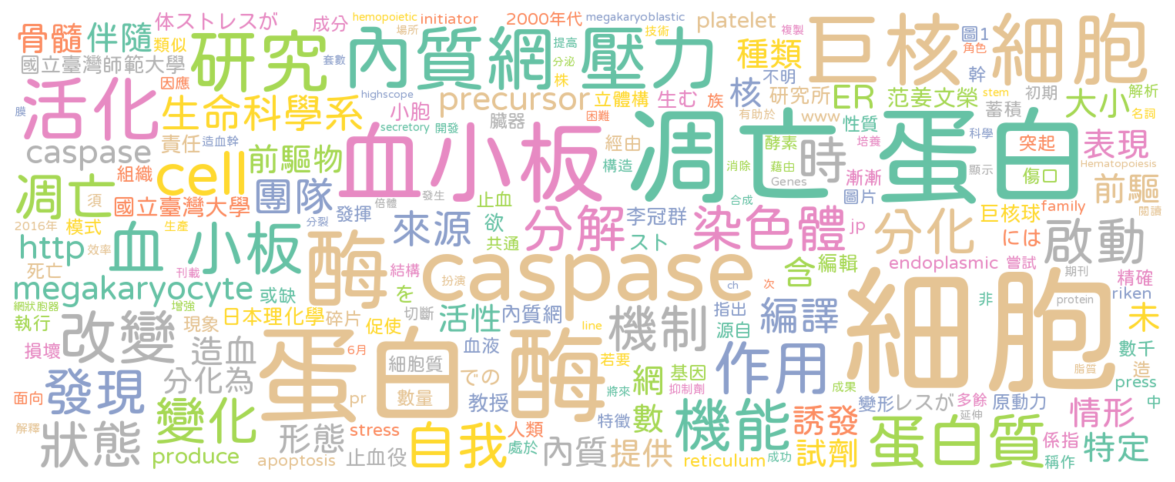 hemopoietic 場所 initiator 2000年代 megakaryoblastic 複製
体ストレスが 成分 技術 platelet 圖1
骨髓 伴隨 類似 研究 內質網 壓力 提高 種類 巨核 細胞 角色
國立臺灣師範大學 套數 分泌 不明 幹
因應 株 核 研究所 ER 范姜文榮 初期 解析
膜 活化 生命科學系 highscope 小胞 precursor 立體構 生む 族 蓄積 stem 大小 名詞
責任 造血幹 臟器 secretory 開發 困難 有助於 www 性質 科學 突起 表現
caspase 前驅物 血小板 經由 凋亡 蛋白 酵素 培養 Hematopoiesis
組織 cell 構造 消除 藉由 漸漸 時 顯示 傷口 前驅
凋亡 須 國立臺灣大學 團隊 發生 止血 合成 Genes 圖片 family 閱讀
2016年 模式 生產 分裂 倍體 發揮 欲 來源 分解 李冠群 染色體 jp 分化 巨核球 には 啟動
http 效率 血 小板 酶 共通 スト
死亡 刊載 結構 扮演 caspase ch 次 含 編輯 endoplasmic 嘗試 期刊 精確
megakaryocyte 或缺 を 切斷 指出 非 protein riken
執行 增強 日本理化學 碎片 促使 活性 內質網 源自 編譯 細胞 未
損壞 改變 現象 line 機制 數千
造血 6月 蛋白 細胞質 血液 酶 若要 網 基因 作用 脂質 造
面向 發現 分化為 pr 數量 での 教授 將來 抑制劑 成果 變形 レスが 多餘 原動力 press 中
解釋 變化 特徵 數 機能 誘發 延伸 情形 係指
狀態 形態 stress 自我 人類 處於 內質 提供 成功 試劑 蛋白質 稱作 特定
produce apoptosis 止血役 reticulum